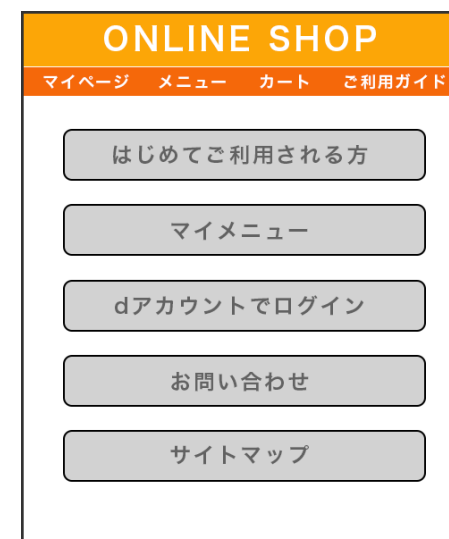 ONLINE SHOP
マイページ メニュー カート ご利用ガイド
はじめてご利用される方
マイメニュー
dアカウントでログイン
お問い合わせ
サイトマップ